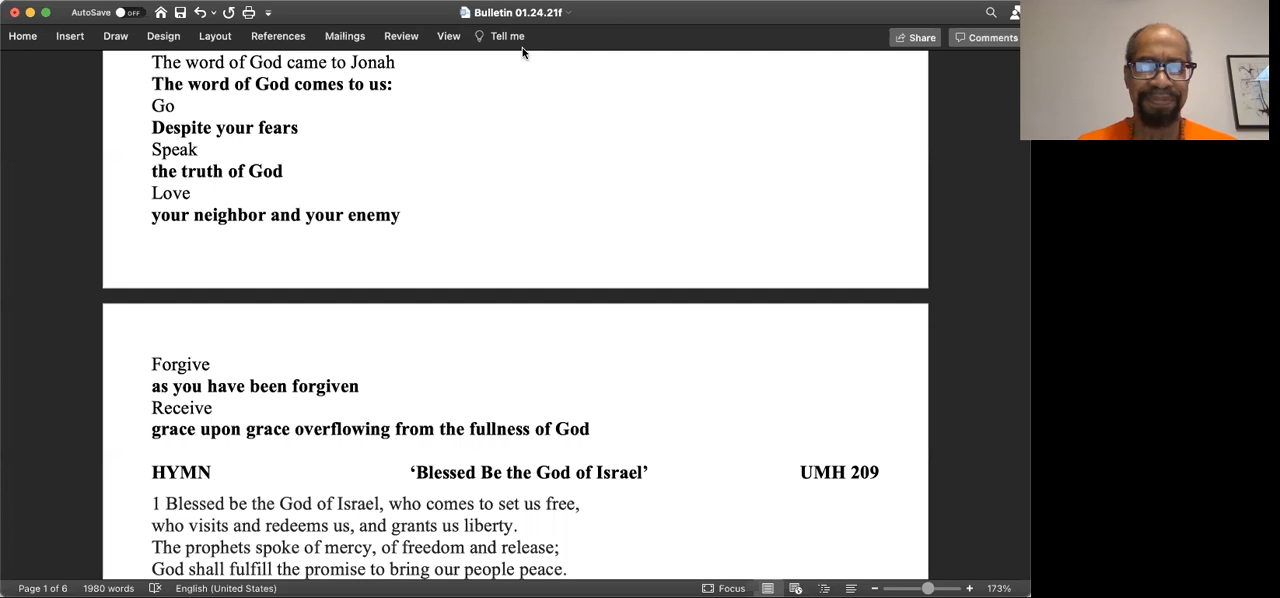 AutoSave OFF
Bulletin 01.24.21f
Home Insert Draw Design Layout References Mailings Review View Tell me Share Comments
The word of God came to Jonah
The word of God comes to us:
Go
Despite your fears
Speak
the truth of God
Love
your neighbor and your enemy
Forgive
as you have been forgiven
Receive
grace upon grace overflowing from the fullness of God
HYMN ‘Blessed Be the God of Israel’ UMH 209
1 Blessed be the God of Israel, who comes to set us free,
who visits and redeems us, and grants us liberty.
The prophets spoke of mercy, of freedom and release;
God shall fulfill the promise to bring our people peace.
Page 1 of 6 1980 words English (United States) Focus 173%